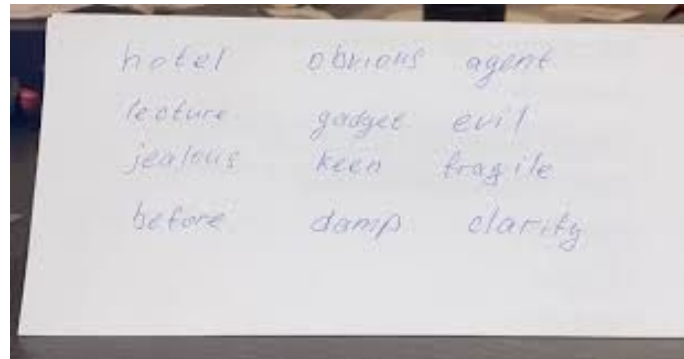 hotel obvious agent
lecture gadget evil
jealous keen fragile
before damp clarity